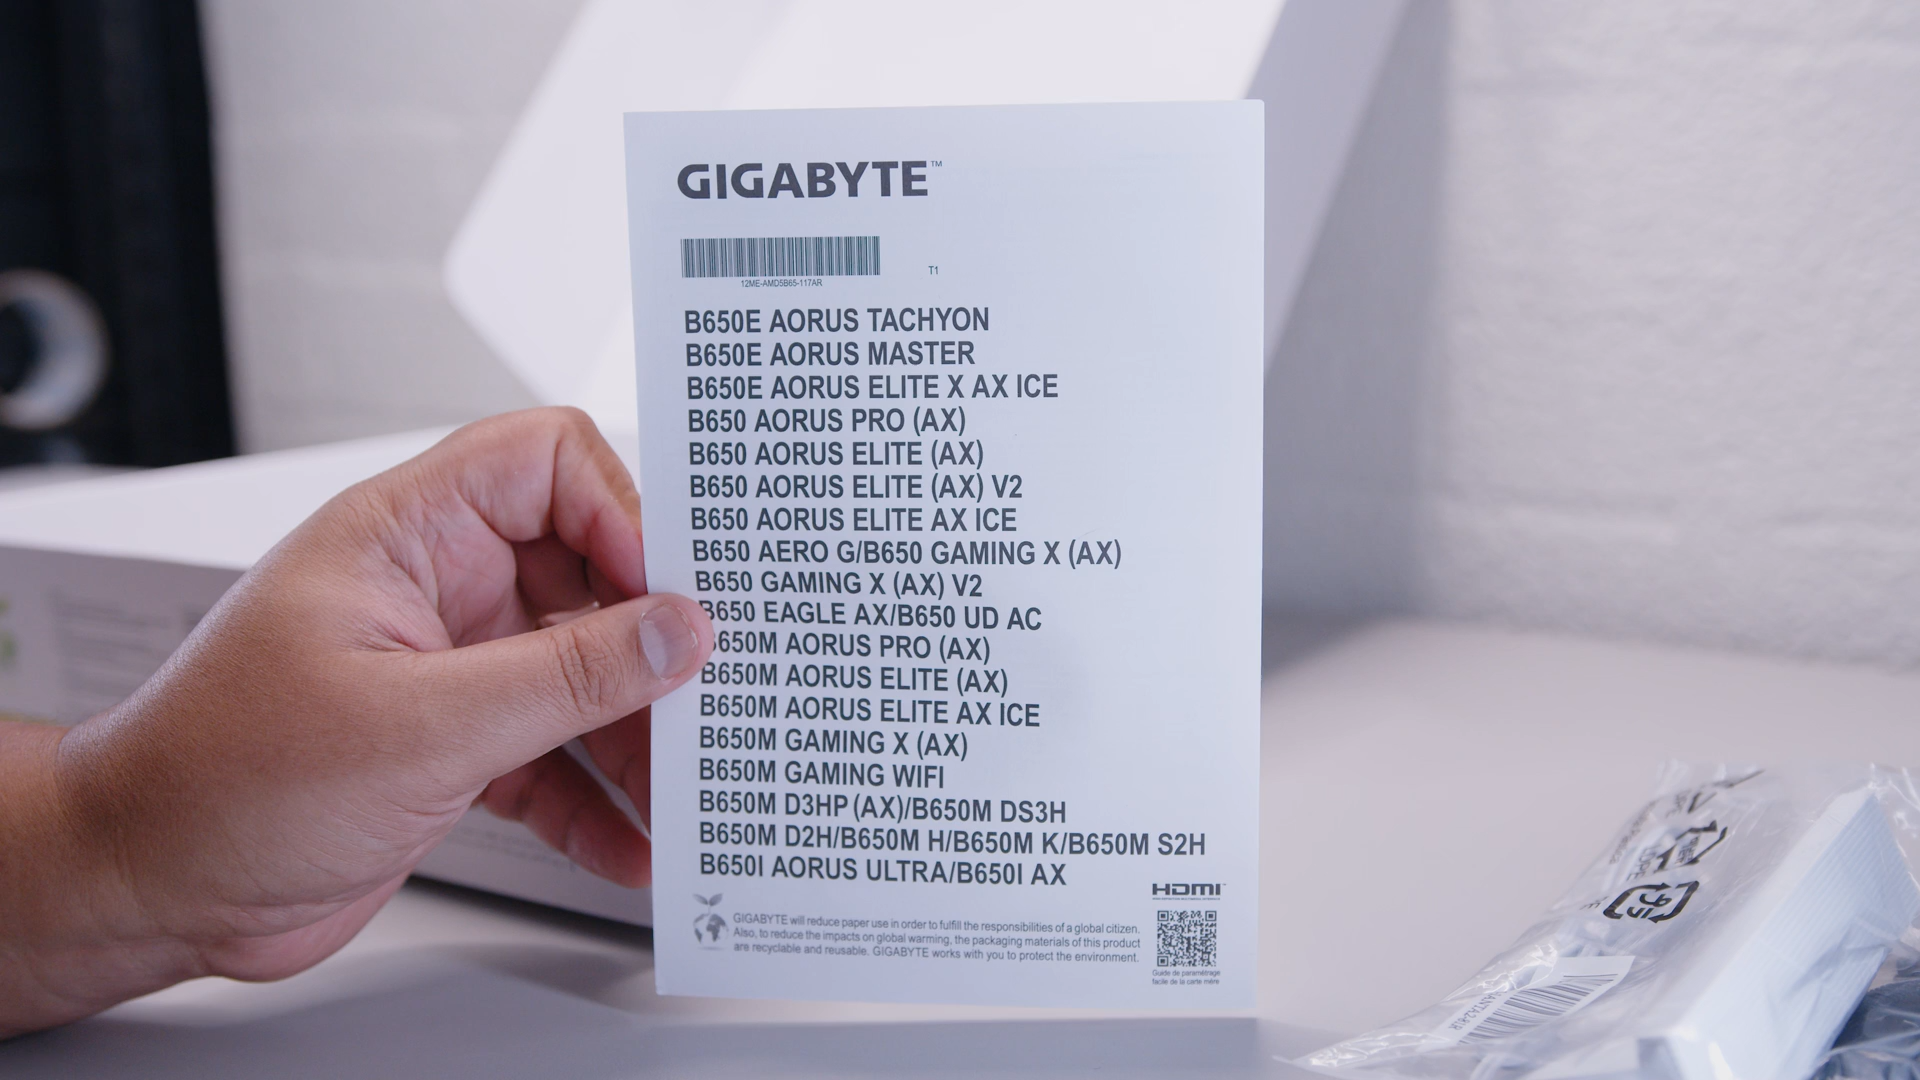 GIGABYTE™
12ME-AMD5B65-117AR
T1
B650E AORUS TACHYON
B650E AORUS MASTER
B650E AORUS ELITE X AX ICE
B650 AORUS PRO (AX)
B650 AORUS ELITE (AX)
B650 AORUS ELITE (AX) V2
B650 AORUS ELITE AX ICE
B650 AERO G/B650 GAMING X (AX)
B650 GAMING X (AX) V2
B650 EAGLE AX/B650 UD AC
B650M AORUS PRO (AX)
B650M AORUS ELITE (AX)
B650M AORUS ELITE AX ICE
B650M GAMING X (AX)
B650M GAMING WIFI
B650M D3HP (AX)/B650M DS3H
B650M D2H/B650M H/B650M K/B650M S2H
B650I AORUS ULTRA/B650I AX
HDMI
GIGABYTE will reduce paper use in order to fulfill the responsibilities of a global citizen.
Also, to reduce the impacts on global warming, the packaging materials of this product
are recyclable and reusable. GIGABYTE works with you to protect the environment.
Guide de paramétrage
facile de la carte mère